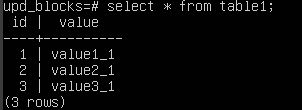 upd_blocks=# select * from table1;
 id |   value
----+-----------
  1 | value1_1
  2 | value2_1
  3 | value3_1
(3 rows)